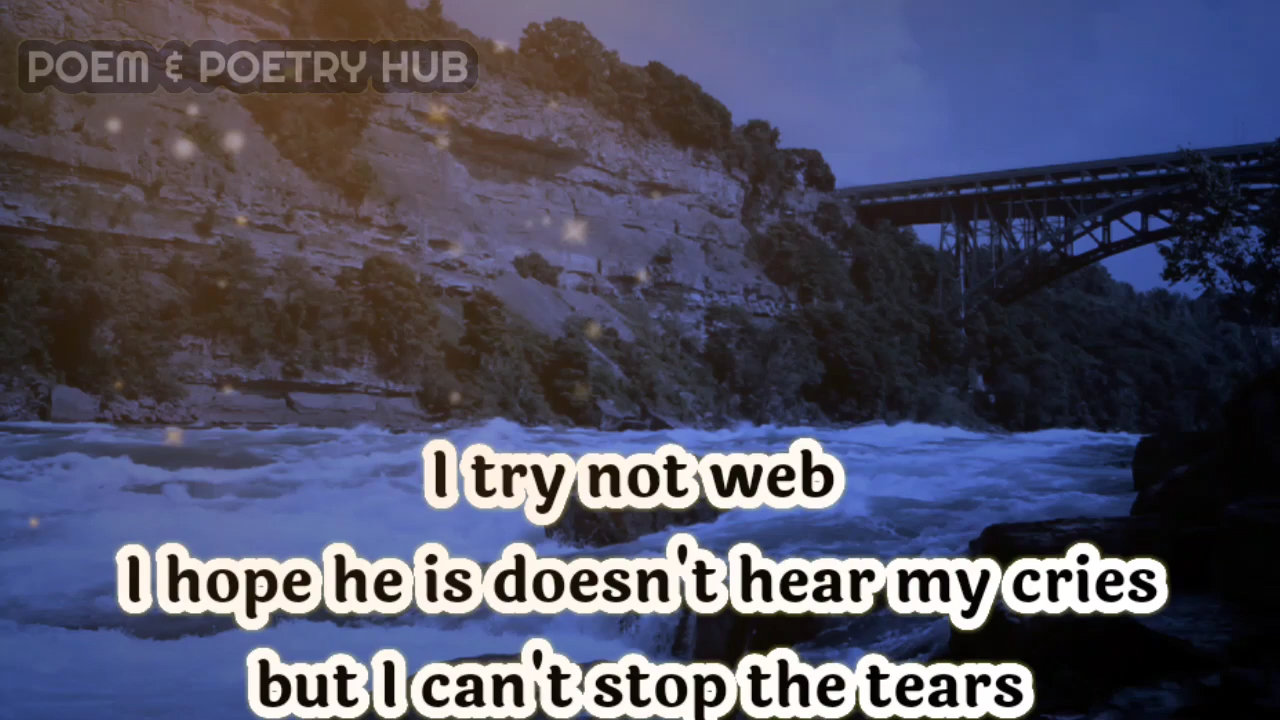 POEM & POETRY HUB
I try not web
I hope he is doesn't hear my cries
but I can't stop the tears